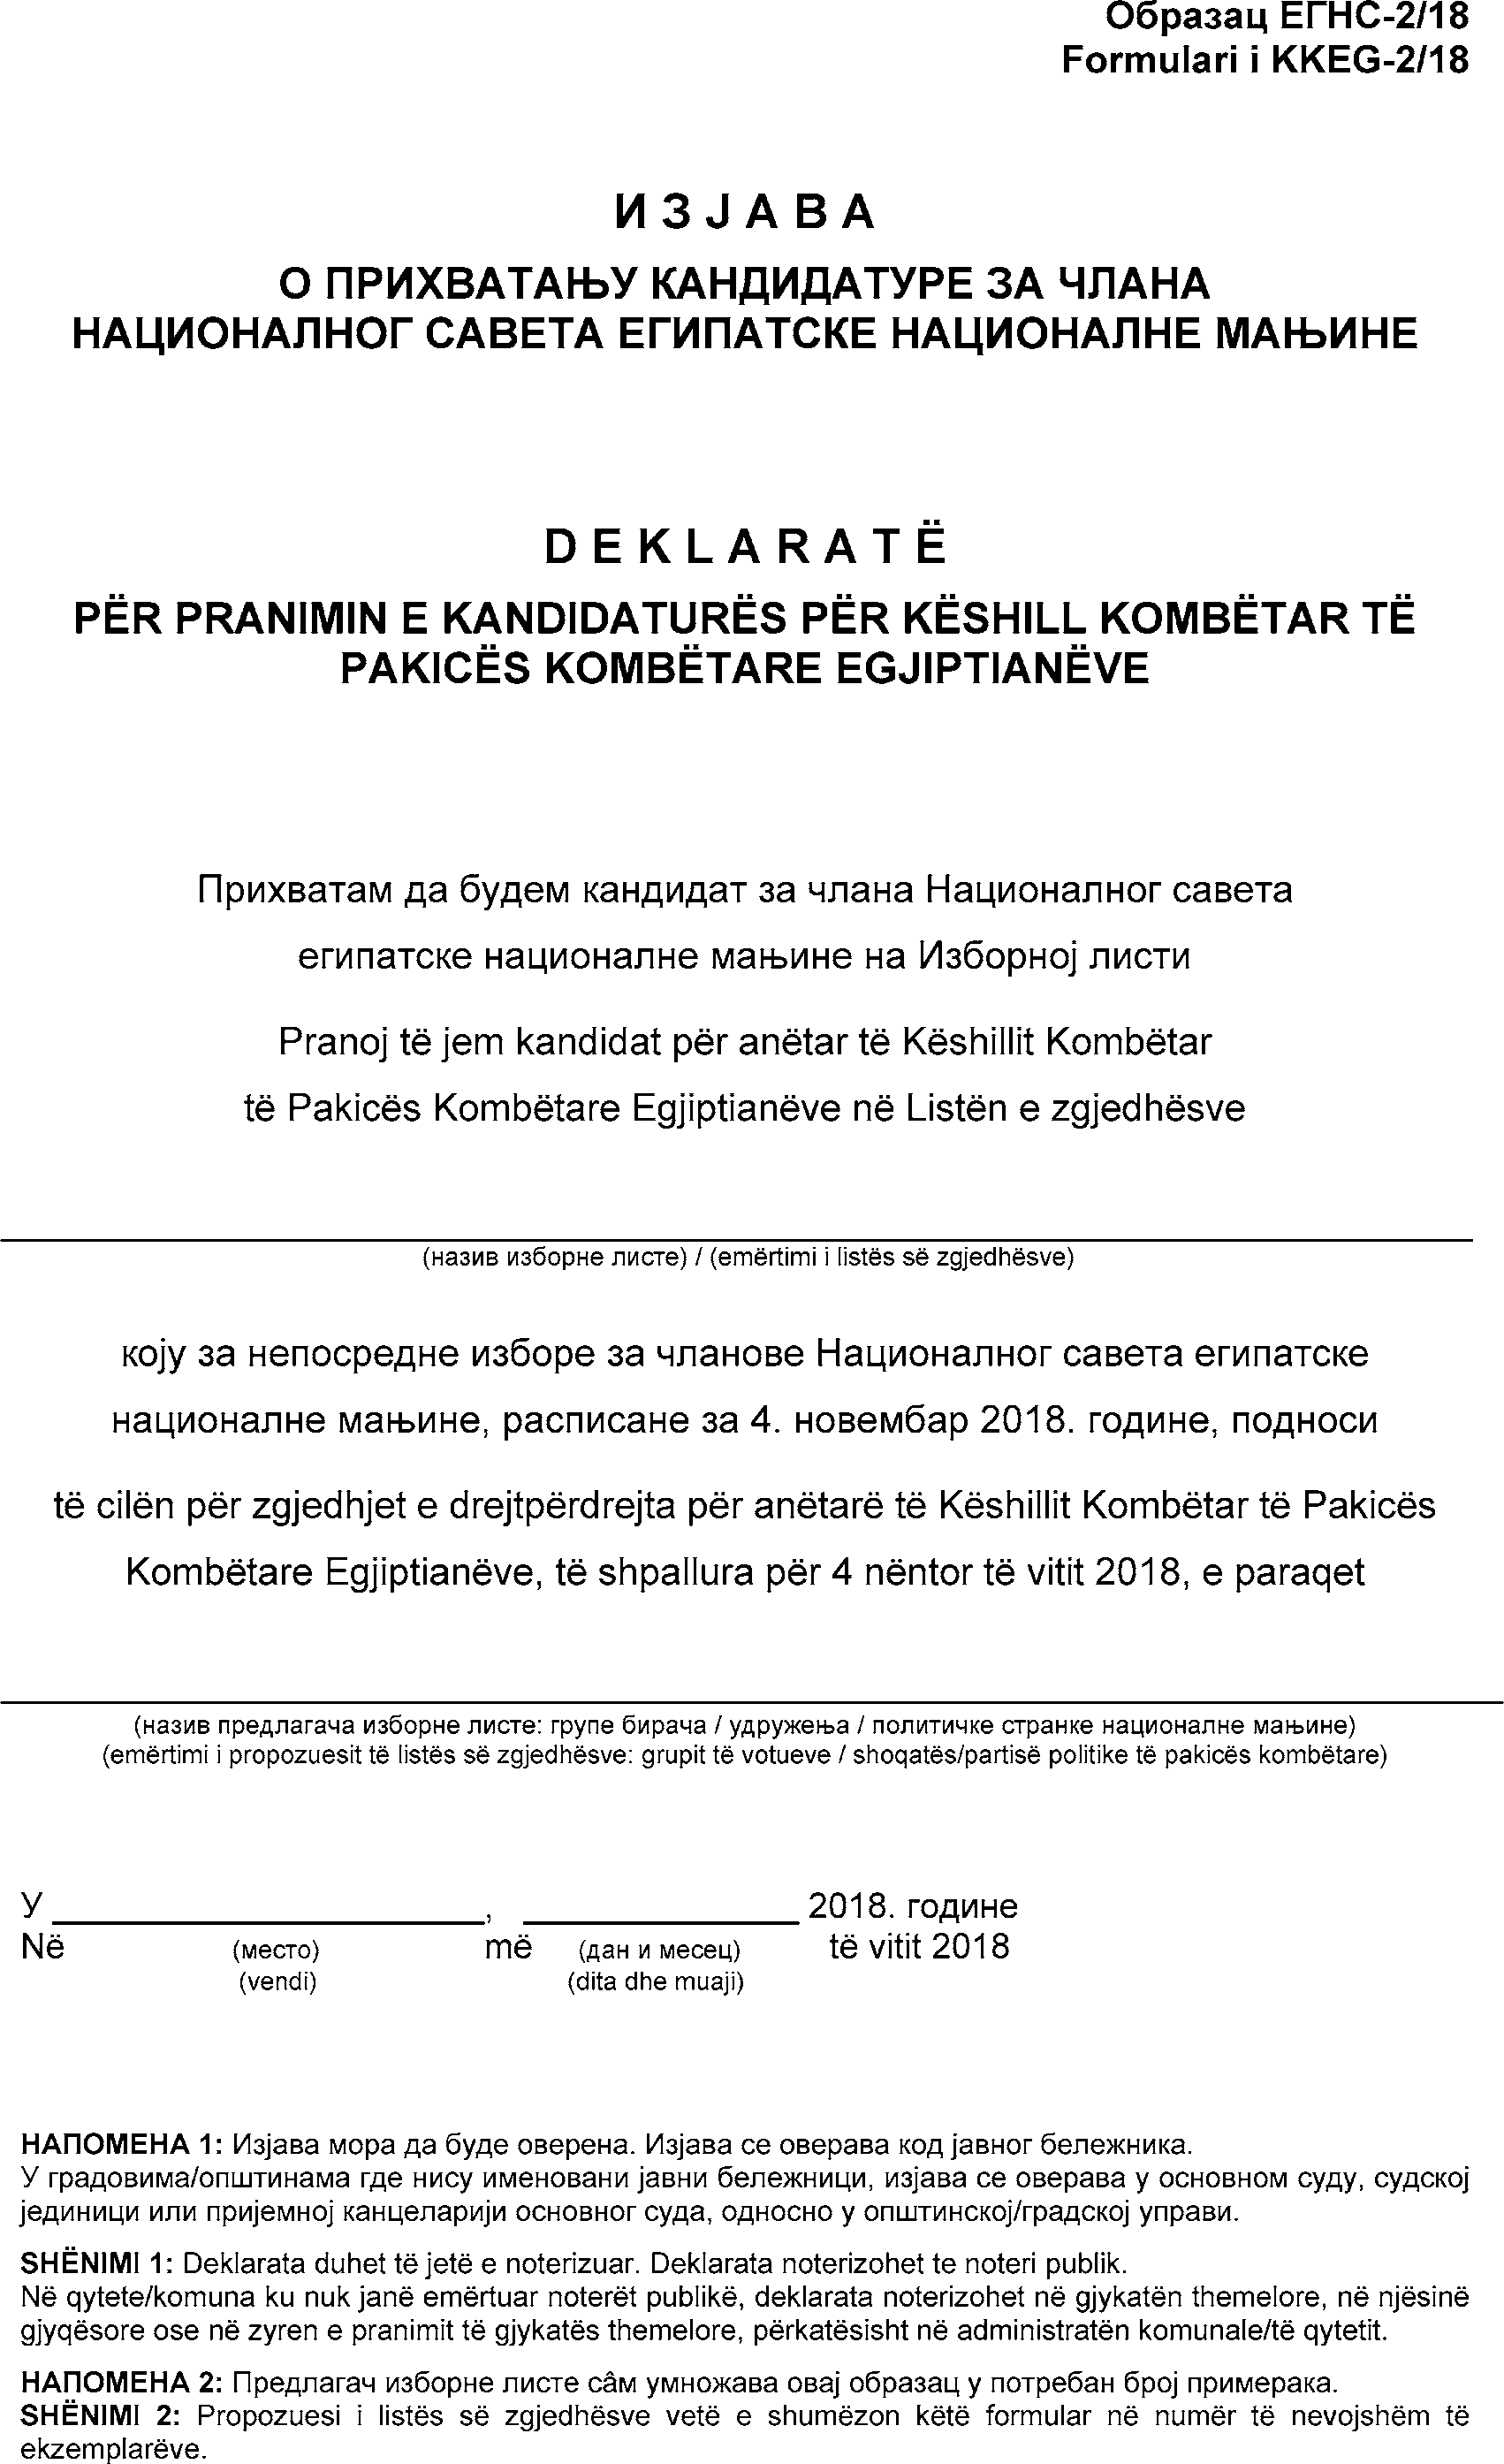 Образац ЕГНС-2/18
Formulari i KKEG-2/18
И З Ј А В А
О ПРИХВАТАЊУ КАНДИДАТУРЕ ЗА ЧЛАНА
НАЦИОНАЛНОГ САВЕТА ЕГИПАТСКЕ НАЦИОНАЛНЕ МАЊИНЕ
D E K L A R A T Ë
PËR PRANIMIN E KANDIDATURËS PËR KËSHILL KOMBËTAR TË
PAKICËS KOMBËTARE EGJIPTIANËVE
Прихватам да будем кандидат за члана Националног савета
египатске националне мањине на Изборној листи
Pranoj të jem kandidat për anëtar të Këshillit Kombëtar
të Pakicës Kombëtare Egjiptianëve në Listën e zgjedhësve
(назив изборне листе) / (emërtimi i listës së zgjedhësve)
коју за непосредне изборе за чланове Националног савета египатске
националне мањине, расписане за 4. новембар 2018. године, подноси
të cilën për zgjedhjet e drejtpërdrejta për anëtarë të Këshillit Kombëtar të Pakicës
Kombëtare Egjiptianëve, të shpallura për 4 nëntor të vitit 2018, e paraqet
(назив предлагача изборне листе: групе бирача / удружења / политичке странке националне мањине)
(emërtimi i propozuesit të listës së zgjedhësve: grupit të votueve / shoqatës/partisë politike të pakicës kombëtare)
У ______________________, ______________ 2018. године
Në (место) më (дан и месец) të vitit 2018
(vendi) (dita dhe muaji)
НАПОМЕНА 1: Изјава мора да буде оверена. Изјава се оверава код јавног бележника.
У градовима/општинама где нису именовани јавни бележници, изјава се оверава у основном суду, судској
јединици или пријемној канцеларији основног суда, односно у општинској/градској управи.
SHËNIMI 1: Deklarata duhet të jetë e noterizuar. Deklarata noterizohet te noteri publik.
Në qytete/komuna ku nuk janë emërtuar noterët publikë, deklarata noterizohet në gjykatën themelore, në njësinë
gjyqësore ose në zyren e pranimit të gjykatës themelore, përkatësisht në administratën komunale/të qytetit.
НАПОМЕНА 2: Предлагач изборне листе сâм умножава овај образац у потребан број примерака.
SHËNIMI 2: Propozuesi i listës së zgjedhësve vetë e shumëzon këtë formular në numër të nevojshëm të
ekzemplarëve.